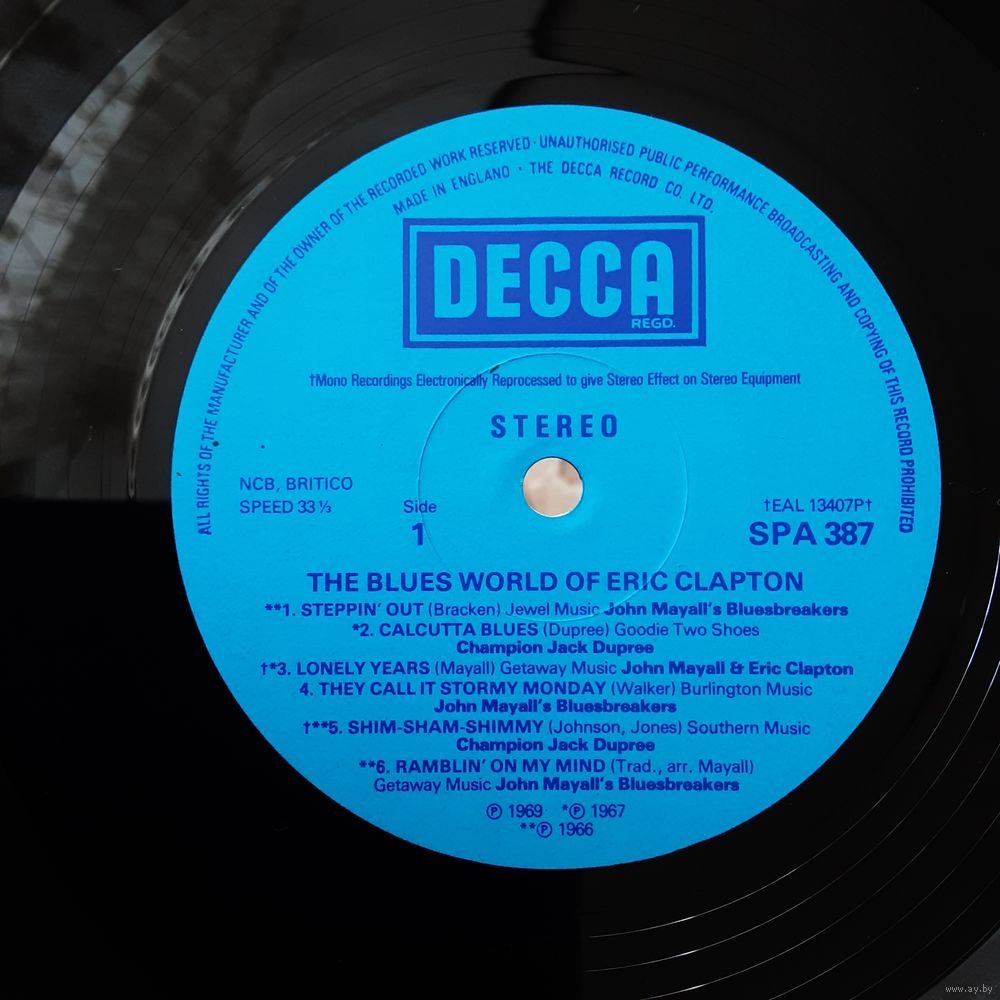 ALL RIGHTS OF THE MANUFACTURER AND OF THE OWNER OF THE RECORDED WORK RESERVED · UNAUTHORISED PUBLIC PERFORMANCE BROADCASTING AND COPYING OF THIS RECORD PROHIBITED
MADE IN ENGLAND · THE DECCA RECORD CO. LTD.
DECCA
REGD.
†Mono Recordings Electronically Reprocessed to give Stereo Effect on Stereo Equipment
STEREO
NCB, BRITICO
SPEED 33 ⅓ Side †EAL 13407P†
1 SPA 387
THE BLUES WORLD OF ERIC CLAPTON
**1. STEPPIN' OUT (Bracken) Jewel Music John Mayall's Bluesbreakers
*2. CALCUTTA BLUES (Dupree) Goodie Two Shoes
Champion Jack Dupree
†*3. LONELY YEARS (Mayall) Getaway Music John Mayall & Eric Clapton
4. THEY CALL IT STORMY MONDAY (Walker) Burlington Music
John Mayall's Bluesbreakers
†**5. SHIM-SHAM-SHIMMY (Johnson, Jones) Southern Music
Champion Jack Dupree
**6. RAMBLIN' ON MY MIND (Trad., arr. Mayall)
Getaway Music John Mayall's Bluesbreakers
Ⓟ 1969 *Ⓟ 1967
**Ⓟ 1966
www.ay.by